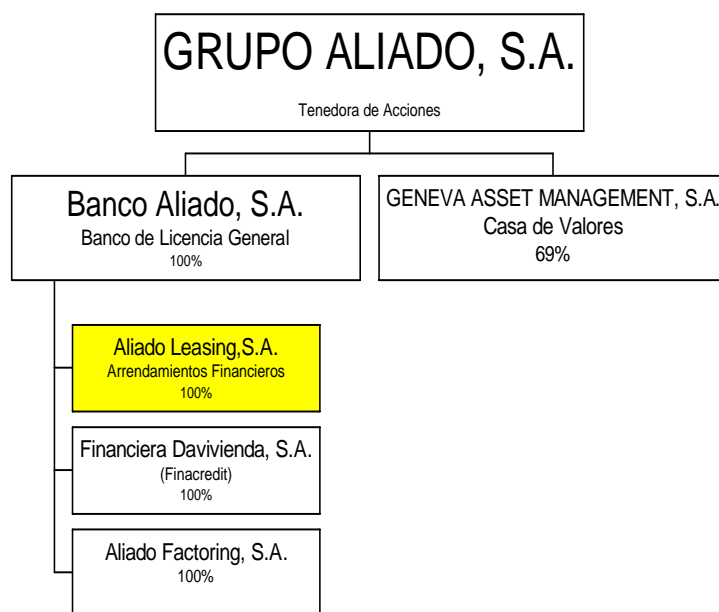 GRUPO ALIADO, S.A.
Tenedora de Acciones
Banco Aliado, S.A.
Banco de Licencia General
100%
GENEVA ASSET MANAGEMENT, S.A.
Casa de Valores
69%
Aliado Leasing,S.A.
Arrendamientos Financieros
100%
Financiera Davivienda, S.A.
(Finacredit)
100%
Aliado Factoring, S.A.
100%